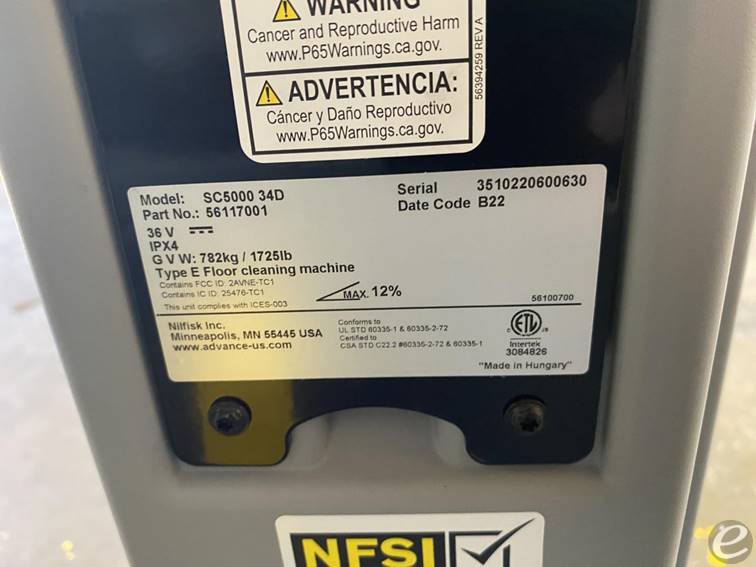 WARNING
Cancer and Reproductive Harm
www.P65Warnings.ca.gov.
ADVERTENCIA:
Cáncer y Daño Reproductivo
www.P65Warnings.ca.gov.
56394259 REV A
Model: SC5000 34D
Part No.: 56117001
36 V
IPX4
G V W: 782kg / 1725lb
Type E Floor cleaning machine
Contains FCC ID: 2AVNE-TC1
Contains IC ID: 25476-TC1
This unit complies with ICES-003
Serial 3510220600630
Date Code B22
MAX. 12%
56100700
Nilfisk Inc.
Minneapolis, MN 55445 USA
www.advance-us.com
Conforms to
UL STD 60335-1 & 60335-2-72
Certified to
CSA STD C22.2 #60335-2-72 & 60335-1
C ETL US
Intertek
3084826
"Made in Hungary"
NFSI
e